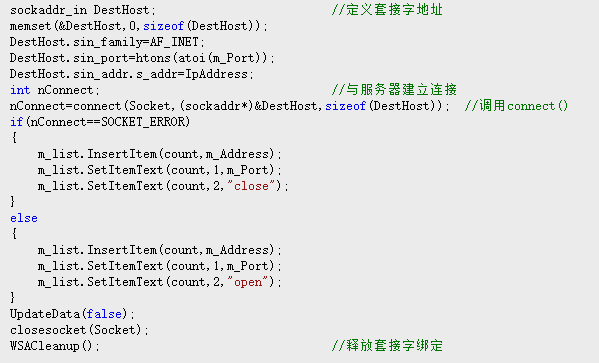 sockaddr_in DestHost; //定义套接字地址
memset(&DestHost,0,sizeof(DestHost));
DestHost.sin_family=AF_INET;
DestHost.sin_port=htons(atoi(m_Port));
DestHost.sin_addr.s_addr=IpAddress;
int nConnect; //与服务器建立连接
nConnect=connect(Socket,(sockaddr*)&DestHost,sizeof(DestHost)); //调用connect()
if(nConnect==SOCKET_ERROR)
{
m_list.InsertItem(count,m_Address);
m_list.SetItemText(count,1,m_Port);
m_list.SetItemText(count,2,"close");
}
else
{
m_list.InsertItem(count,m_Address);
m_list.SetItemText(count,1,m_Port);
m_list.SetItemText(count,2,"open");
}
UpdateData(false);
closesocket(Socket);
WSACleanup(); //释放套接字绑定